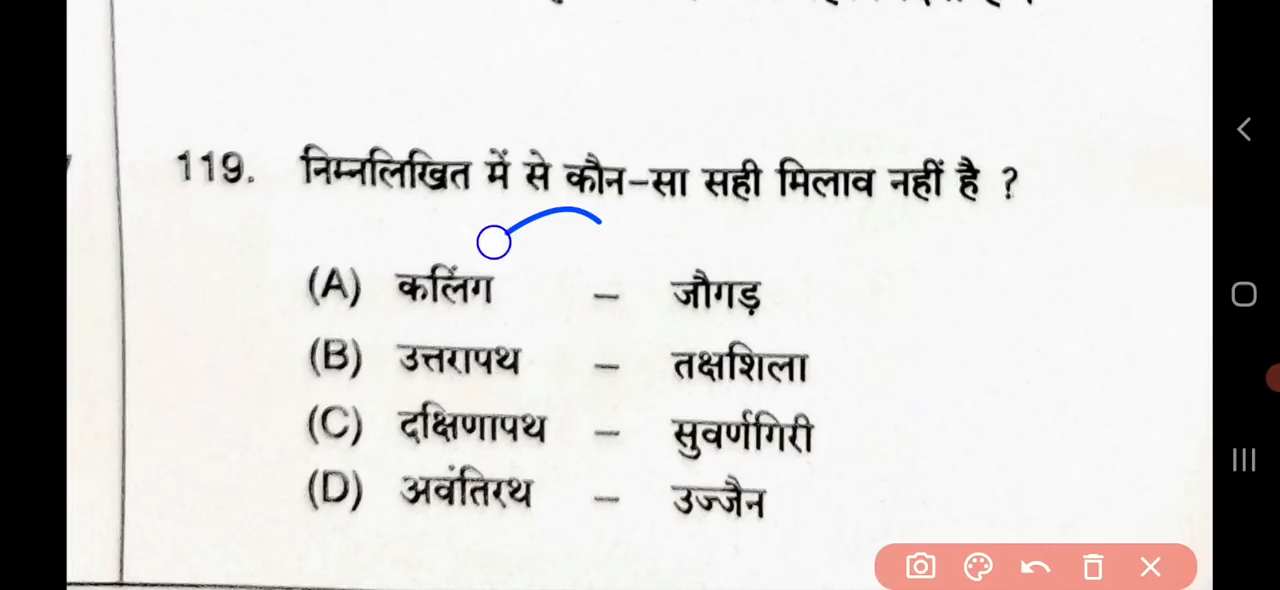 119. निम्नलिखित में से कौन-सा सही मिलाव नहीं है ?
(A) कलिंग – जौगड़
(B) उत्तरापथ – तक्षशिला
(C) दक्षिणापथ – सुवर्णगिरी
(D) अवंतिरथ – उज्जैन